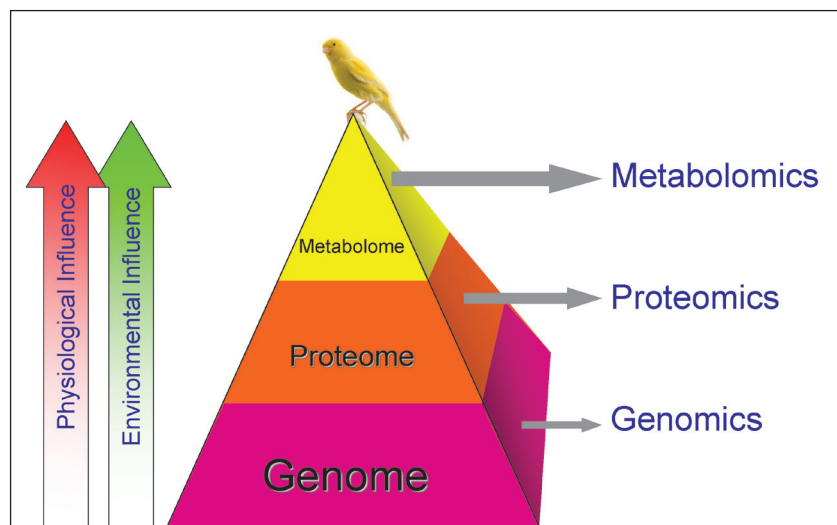 Physiological Influence
Environmental Influence
Metabolome
Proteome
Genome
Metabolomics
Proteomics
Genomics